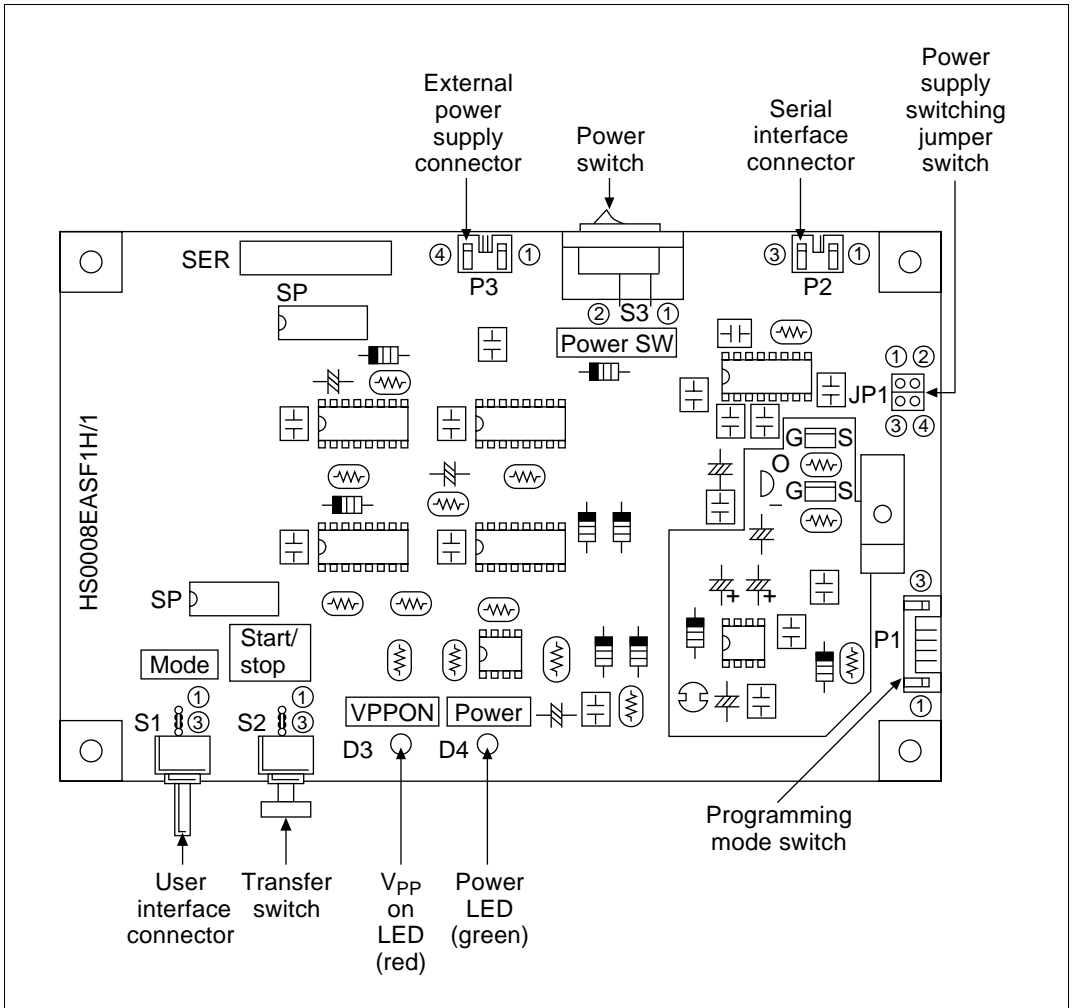 External
power
supply
connector
Power
switch
Serial
interface
connector
Power
supply
switching
jumper
switch
SER
④ ①
P3
③ ①
P2
SP
② S3 ①
Power SW
① ②
JP1
③ ④
G S
O
G S
I
HS0008EASF1H/1
SP
Start/
stop
Mode
③
P1
①
S1 ① ③
S2 ① ③
VPPON
Power
D3
D4
+ +
Programming
mode switch
User
interface
connector
Transfer
switch
VPP
on
LED
(red)
Power
LED
(green)